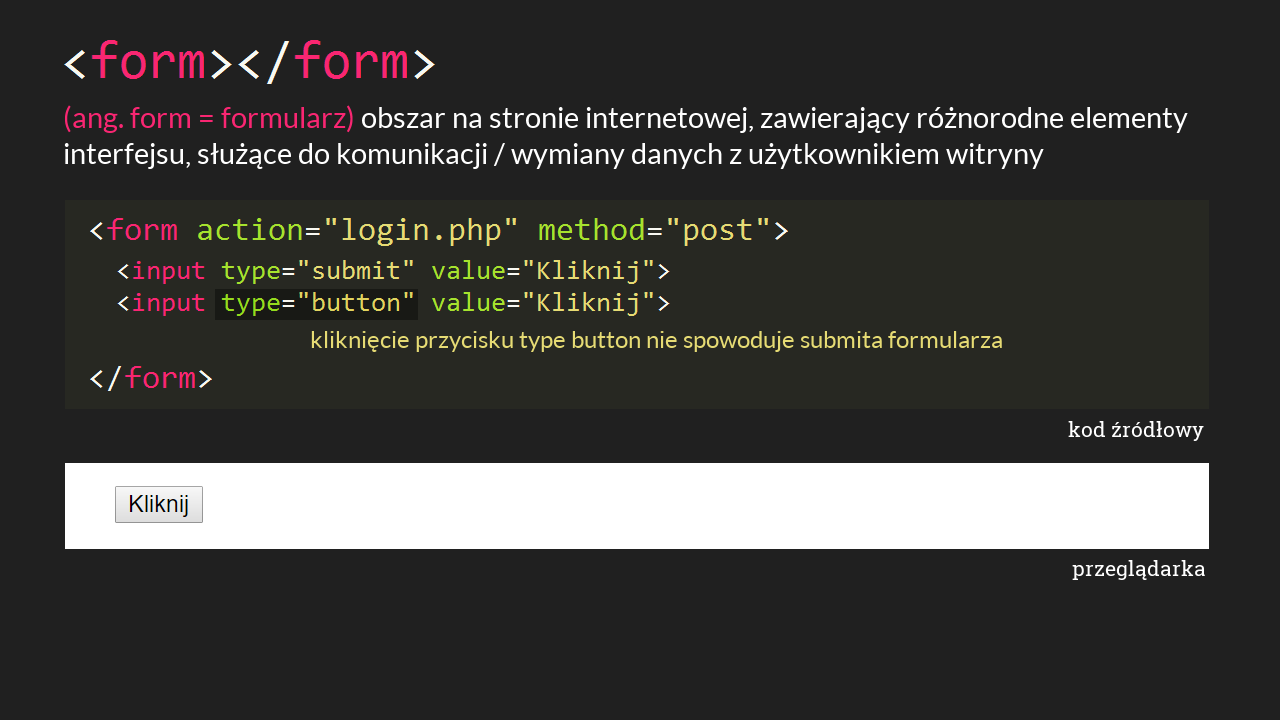 <form></form>
(ang. form = formularz) obszar na stronie internetowej, zawierający różnorodne elementy
interfejsu, służące do komunikacji / wymiany danych z użytkownikiem witryny
<form action="login.php" method="post">
<input type="submit" value="Kliknij">
<input type="button" value="Kliknij">
kliknięcie przycisku type button nie spowoduje submita formularza
</form>
kod źródłowy
Kliknij
przeglądarka